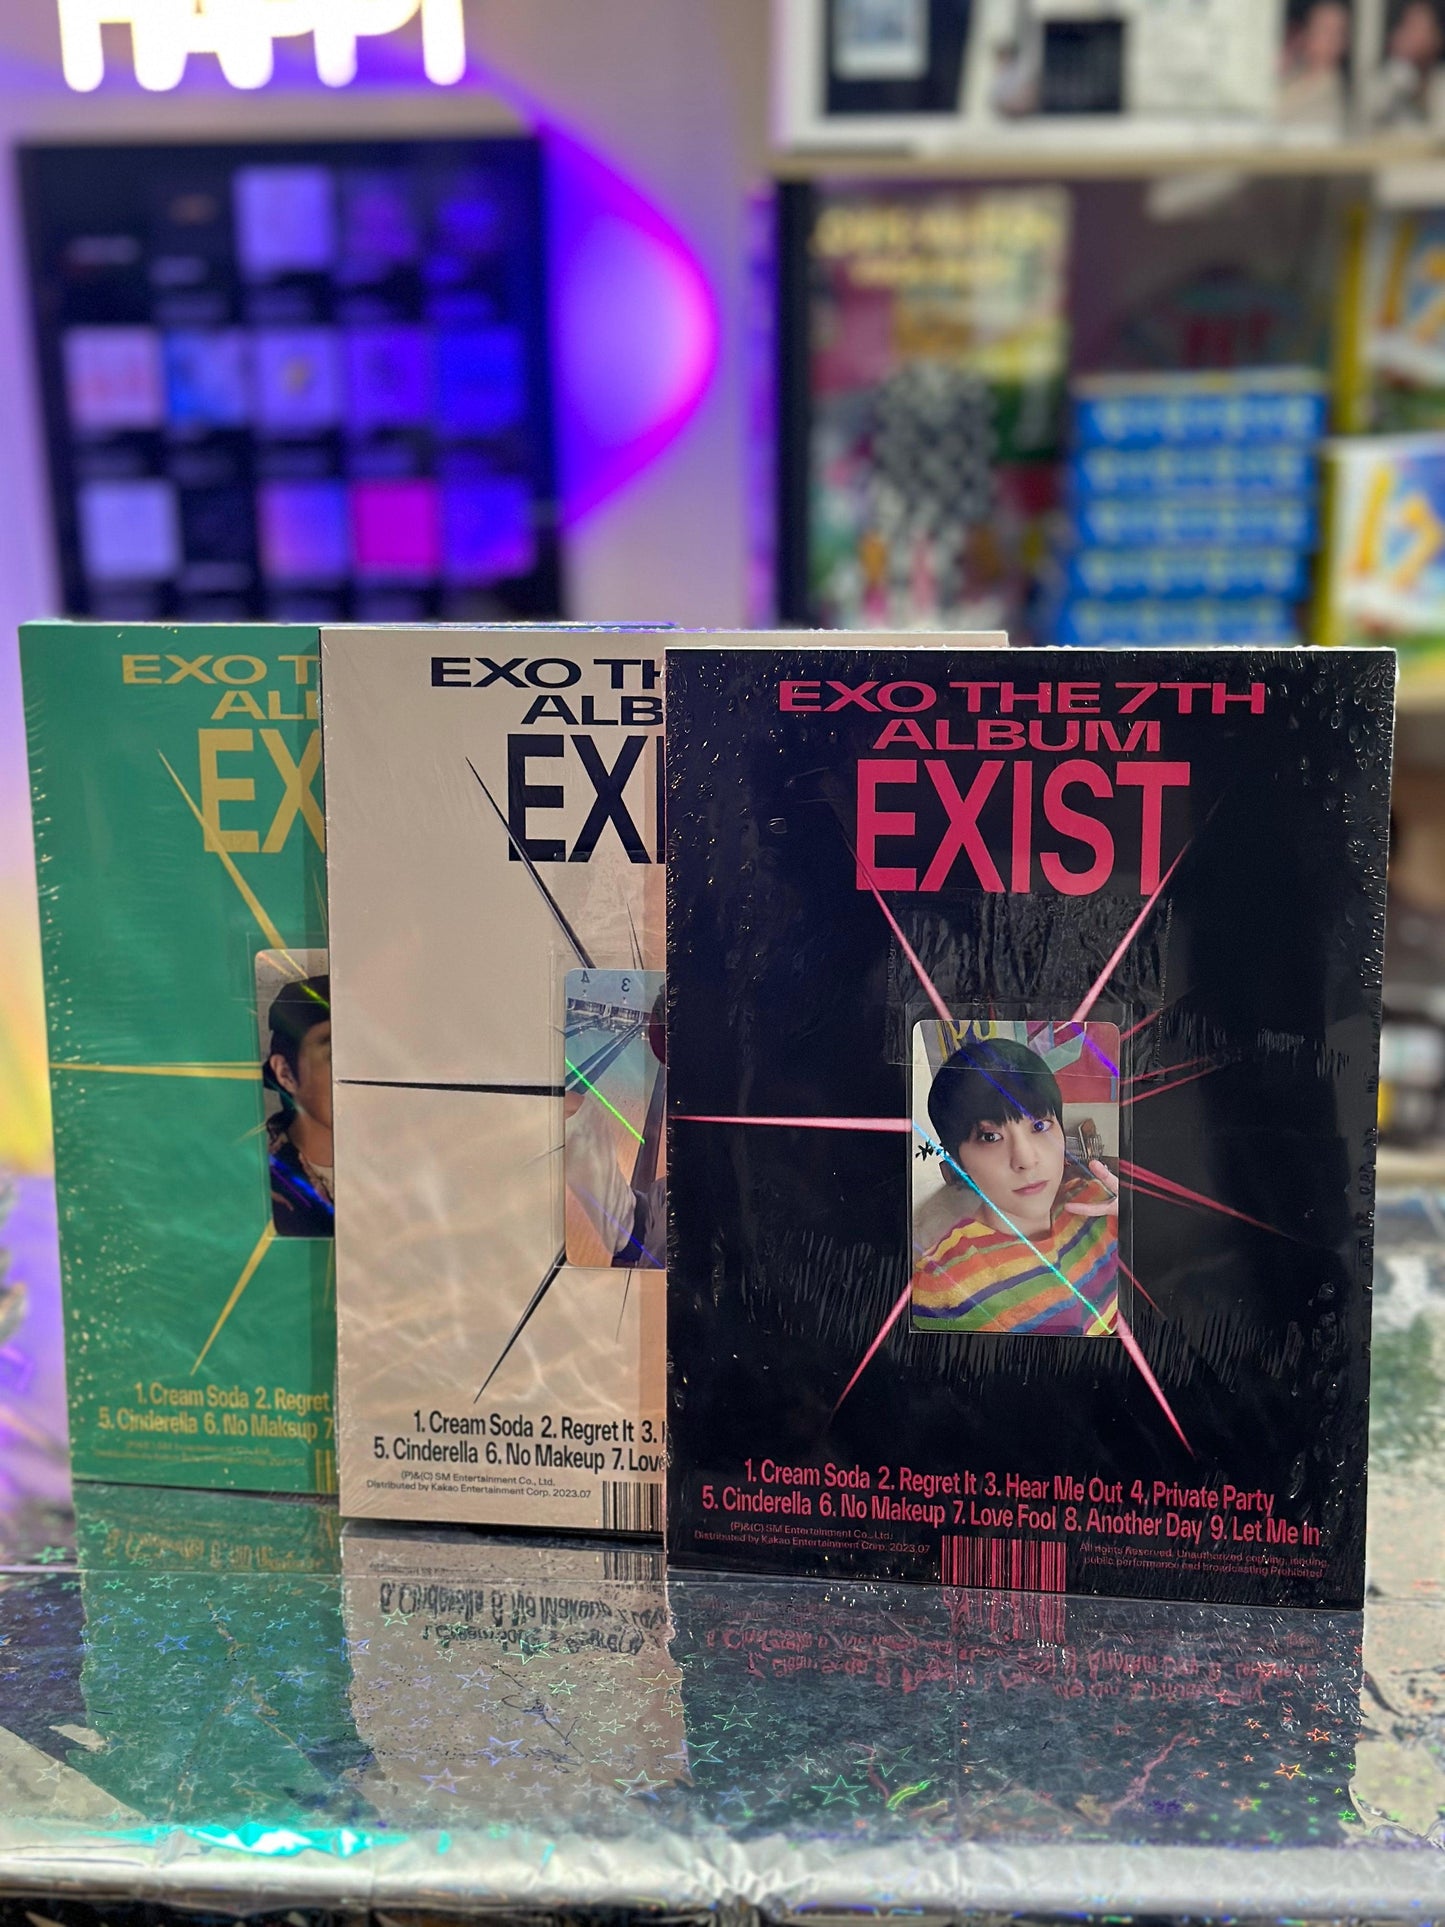 HAPPI
EXO T
AL
EX
1. Cream Soda 2. Regret
5. Cinderella 6. No Makeup 7
EXO TH
ALB
EXI
4 3
1. Cream Soda 2. Regret It 3.
5. Cinderella 6. No Makeup 7. Love
(P)&(C) SM Entertainment Co., Ltd.
Distributed by Kakao Entertainment Corp. 2023.07
EXO THE 7TH
ALBUM
EXIST
1. Cream Soda 2. Regret It 3. Hear Me Out 4. Private Party
5. Cinderella 6. No Makeup 7. Love Fool 8. Another Day 9. Let Me In
(P)&(C) SM Entertainment Co., Ltd.
Distributed by Kakao Entertainment Corp. 2023.07
All rights Reserved. Unauthorized copying, lending,
public performance and broadcasting Prohibited